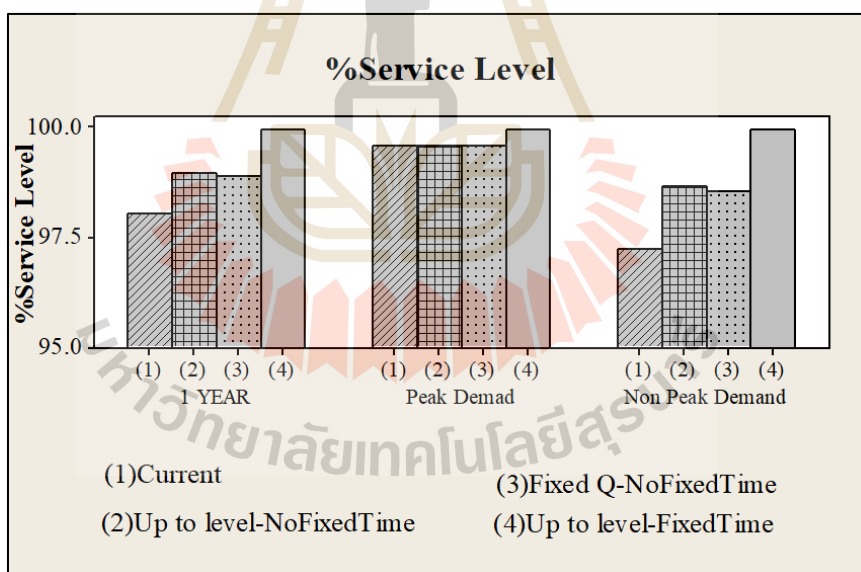 %Service Level
%Service Level
100.0
97.5
95.0
(1) (2) (3) (4) (1) (2) (3) (4) (1) (2) (3) (4)
1 YEAR Peak Demad Non Peak Demand
มหาวิทยาลัยเทคโนโลยีสุรนารี
(1)Current (3)Fixed Q-NoFixedTime
(2)Up to level-NoFixedTime (4)Up to level-FixedTime